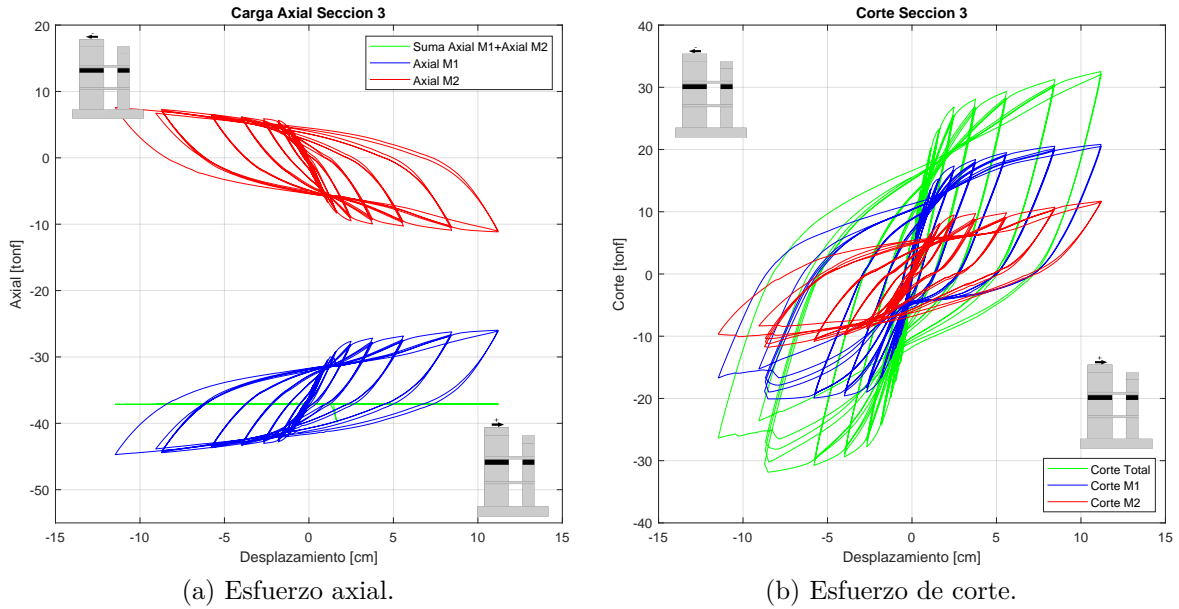 Carga Axial Seccion 3
20
10
0
-10
-20
-30
-40
-50
Axial [tonf]
-15
-10
-5
0
5
10
15
Desplazamiento [cm]
Suma Axial M1+Axial M2
Axial M1
Axial M2
-
+
(a) Esfuerzo axial.
Corte Seccion 3
40
30
20
10
0
-10
-20
-30
-40
Corte [tonf]
-15
-10
-5
0
5
10
15
Desplazamiento [cm]
Corte Total
Corte M1
Corte M2
-
+
(b) Esfuerzo de corte.